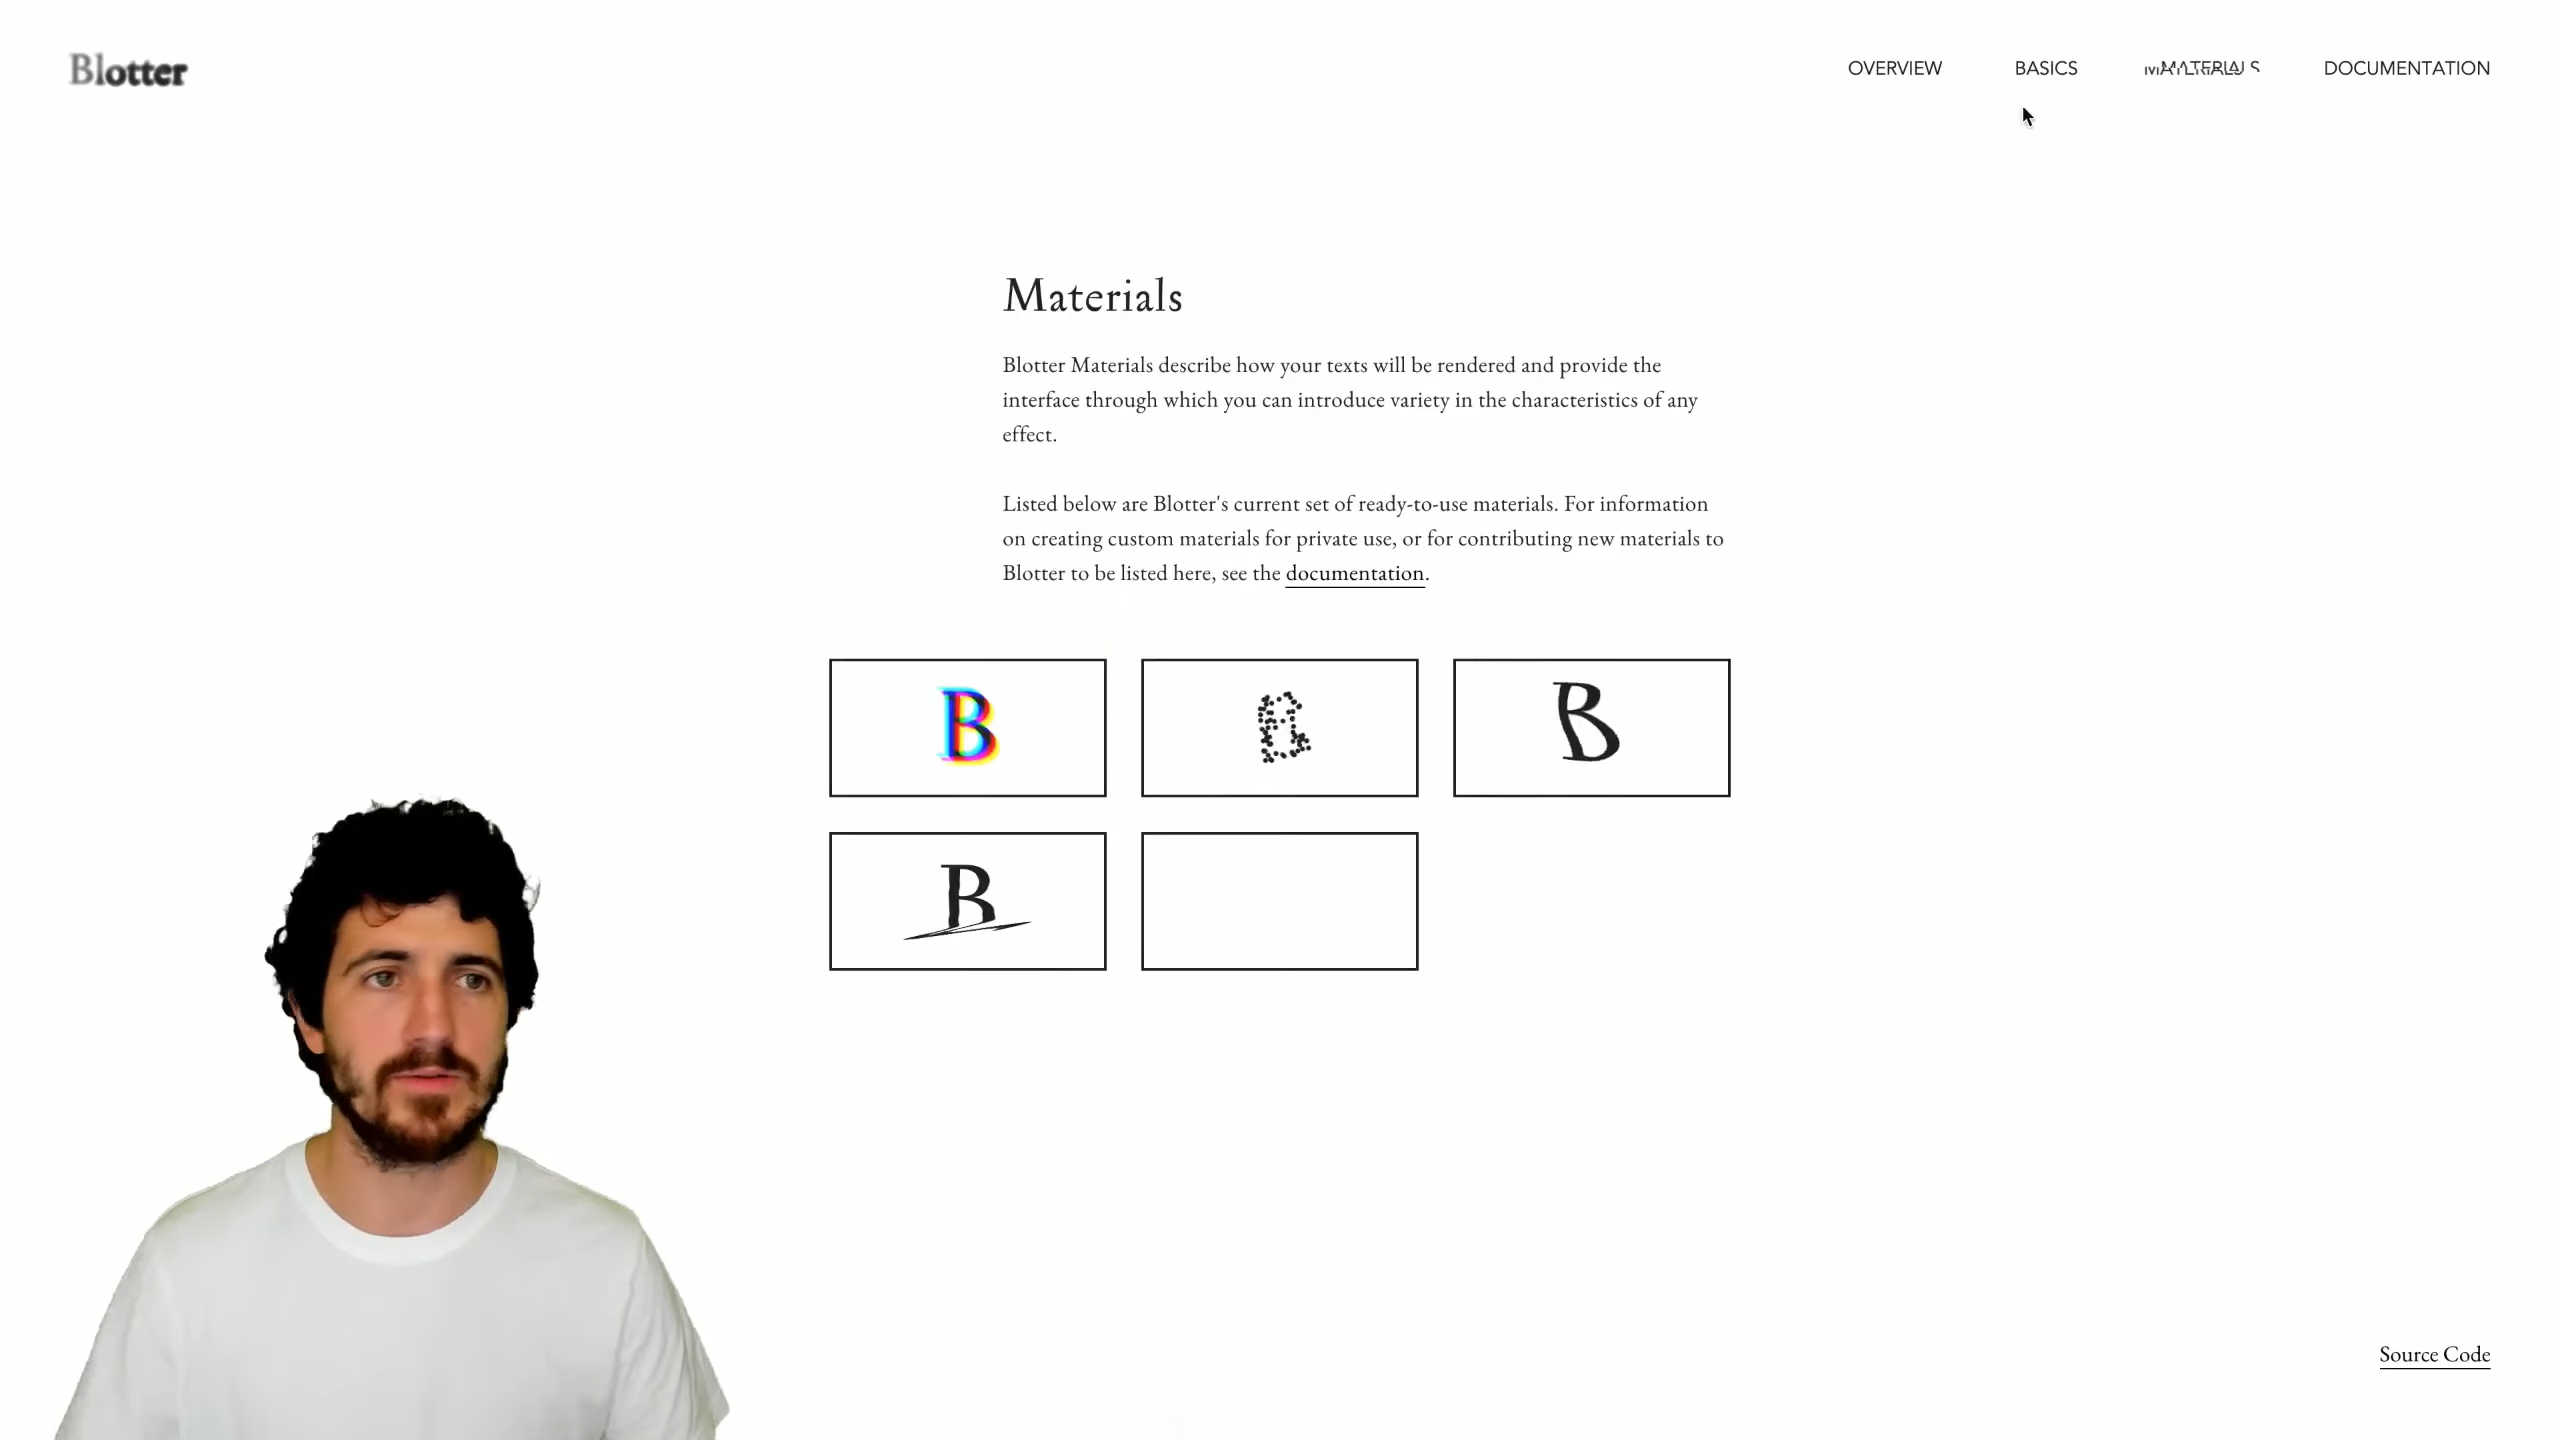 Blotter
OVERVIEW BASICS MATERIALS DOCUMENTATION
Materials
Blotter Materials describe how your texts will be rendered and provide the
interface through which you can introduce variety in the characteristics of any
effect.
Listed below are Blotter's current set of ready-to-use materials. For information
on creating custom materials for private use, or for contributing new materials to
Blotter to be listed here, see the documentation.
B B B
B
Source Code